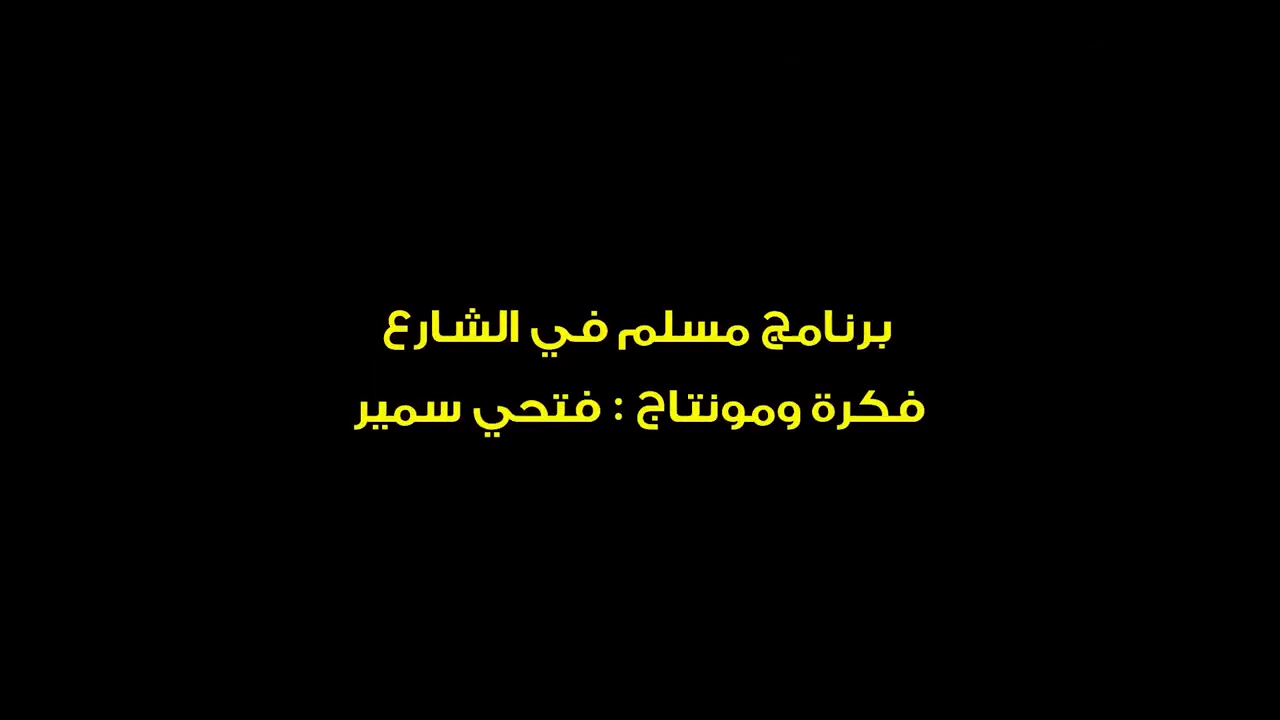 برنامج مسلم في الشارع
فكرة ومونتاج : فتحي سمير